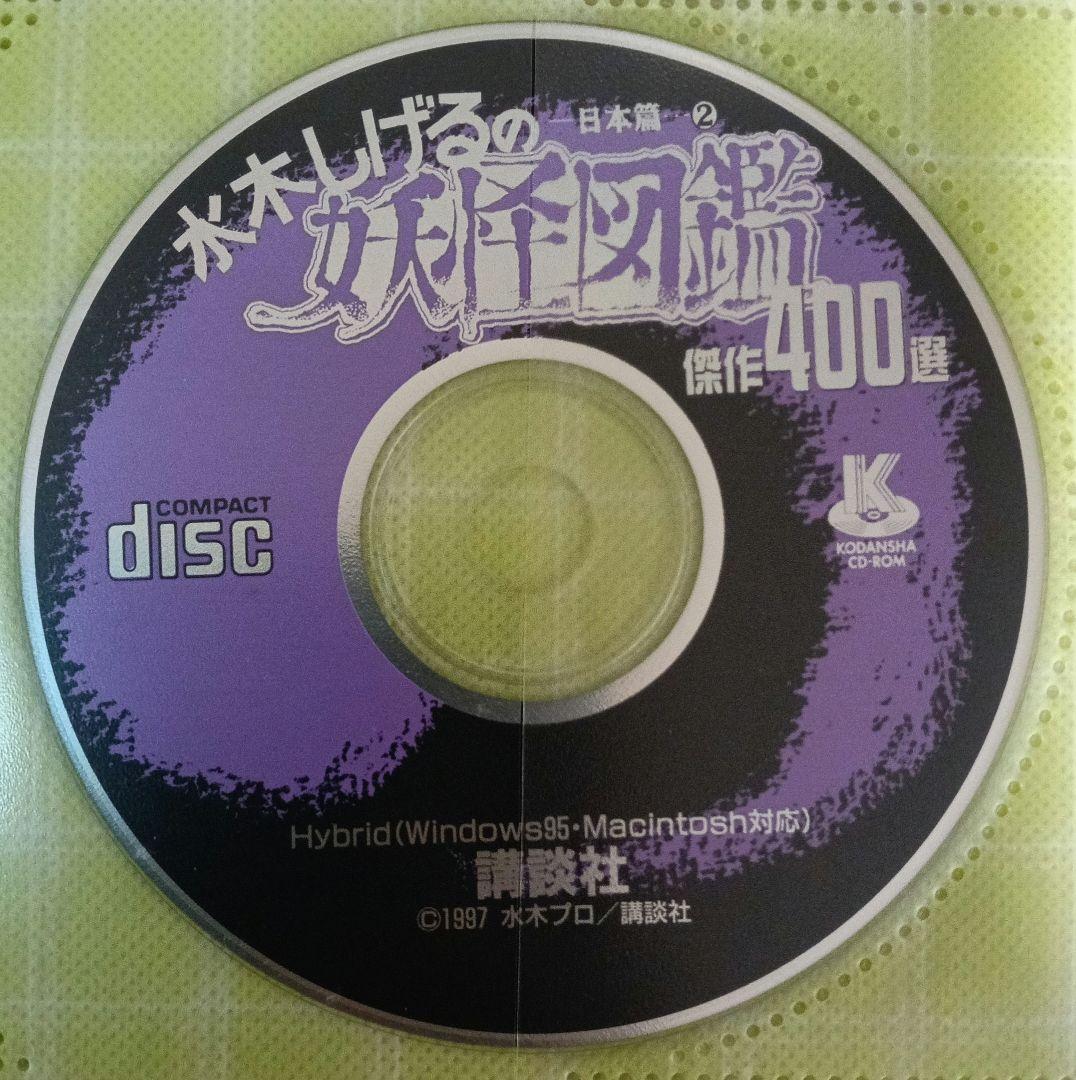 水木しげるの
日本篇 ②
妖怪図鑑
傑作400選
COMPACT
disc
K
KODANSHA
CD-ROM
Hybrid(Windows95・Macintosh対応)
講談社
©1997 水木プロ／講談社